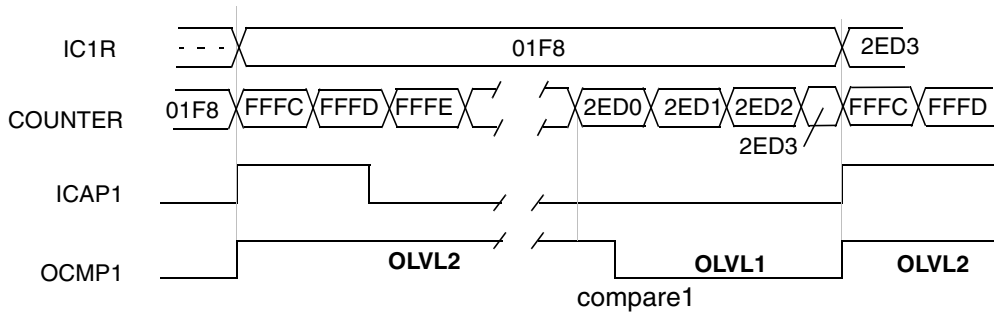 IC1R 01F8 2ED3
COUNTER 01F8 FFFC FFFD FFFE 2ED0 2ED1 2ED2 FFFC FFFD
2ED3
ICAP1
OCMP1 OLVL2 OLVL1 OLVL2
compare1